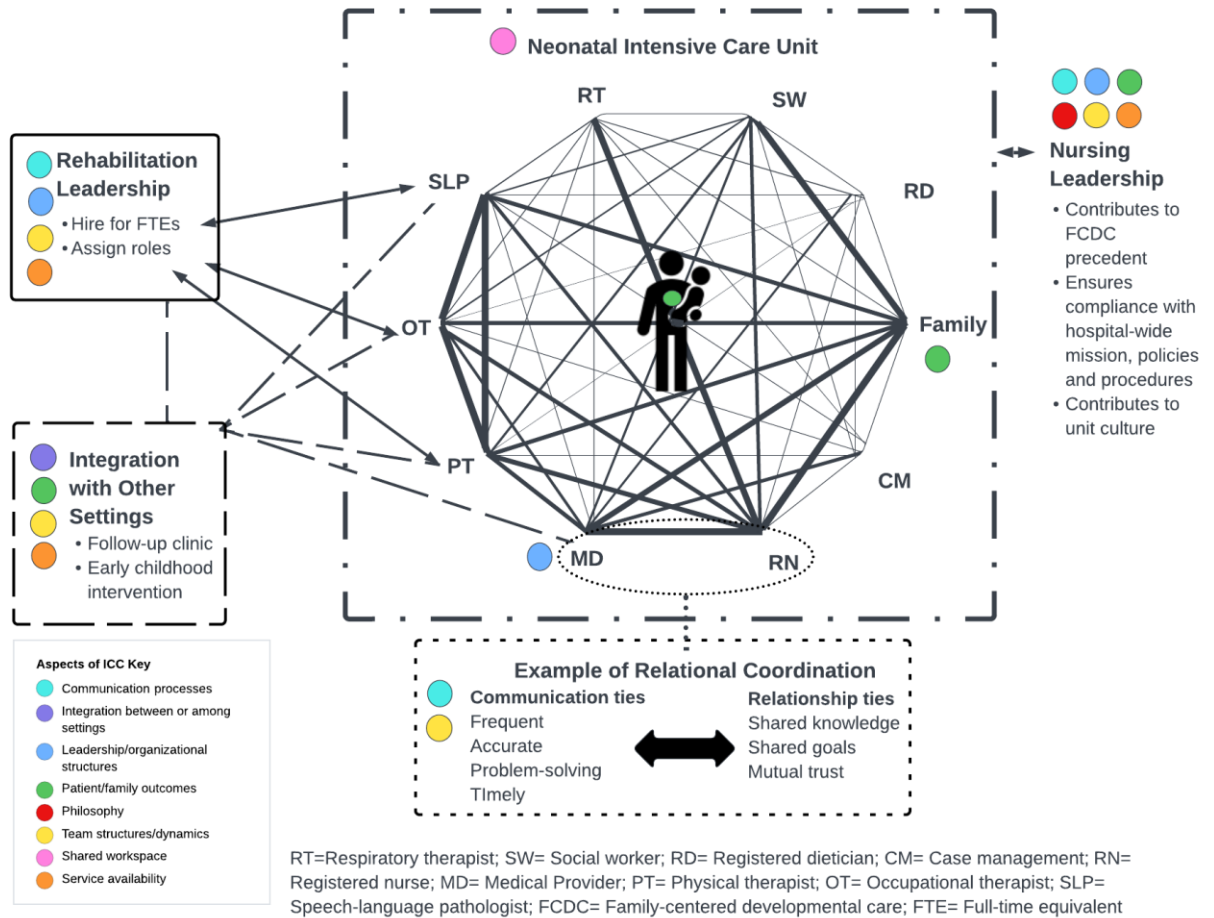 Neonatal Intensive Care Unit
RT
SW
SLP
RD
OT
Family
PT
CM
MD
RN
Rehabilitation
Leadership
• Hire for FTEs
• Assign roles
Integration
with Other
Settings
• Follow-up clinic
• Early childhood
intervention
Nursing
Leadership
• Contributes to
FCDC
precedent
• Ensures
compliance with
hospital-wide
mission, policies
and procedures
• Contributes to
unit culture
Example of Relational Coordination
Communication ties
Frequent
Accurate
Problem-solving
TImely
Relationship ties
Shared knowledge
Shared goals
Mutual trust
Aspects of ICC Key
Communication processes
Integration between or among
settings
Leadership/organizational
structures
Patient/family outcomes
Philosophy
Team structures/dynamics
Shared workspace
Service availability
RT=Respiratory therapist; SW= Social worker; RD= Registered dietician; CM= Case management; RN=
Registered nurse; MD= Medical Provider; PT= Physical therapist; OT= Occupational therapist; SLP=
Speech-language pathologist; FCDC= Family-centered developmental care; FTE= Full-time equivalent